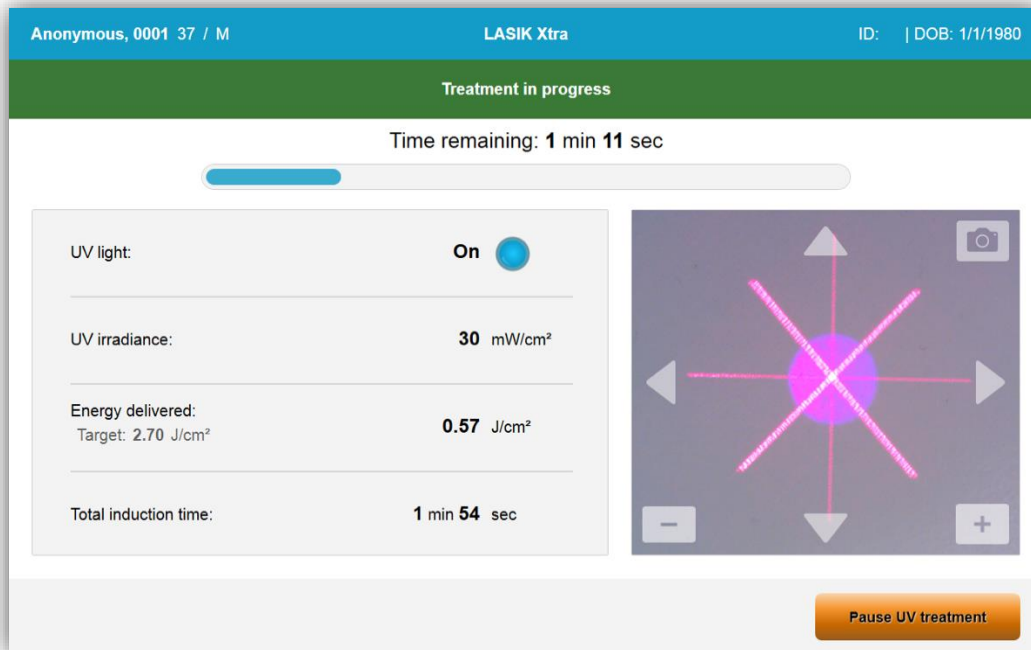 Anonymous, 0001 37 / M LASIK Xtra ID: | DOB: 1/1/1980
Treatment in progress
Time remaining: 1 min 11 sec
UV light: On
UV irradiance: 30 mW/cm²
Energy delivered:
Target: 2.70 J/cm² 0.57 J/cm²
Total induction time: 1 min 54 sec
Pause UV treatment